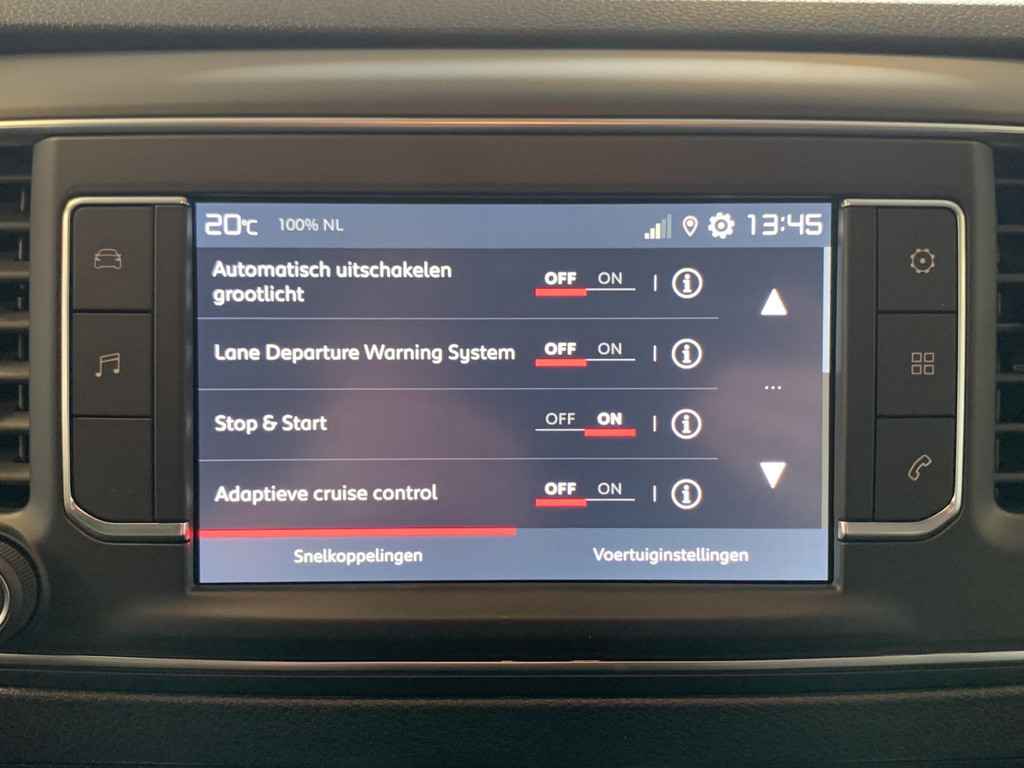 20°C 100% NL 13:45
Automatisch uitschakelen
grootlicht
OFF ON
Lane Departure Warning System OFF ON
Stop & Start OFF ON
Adaptieve cruise control OFF ON
Snelkoppelingen Voertuiginstellingen